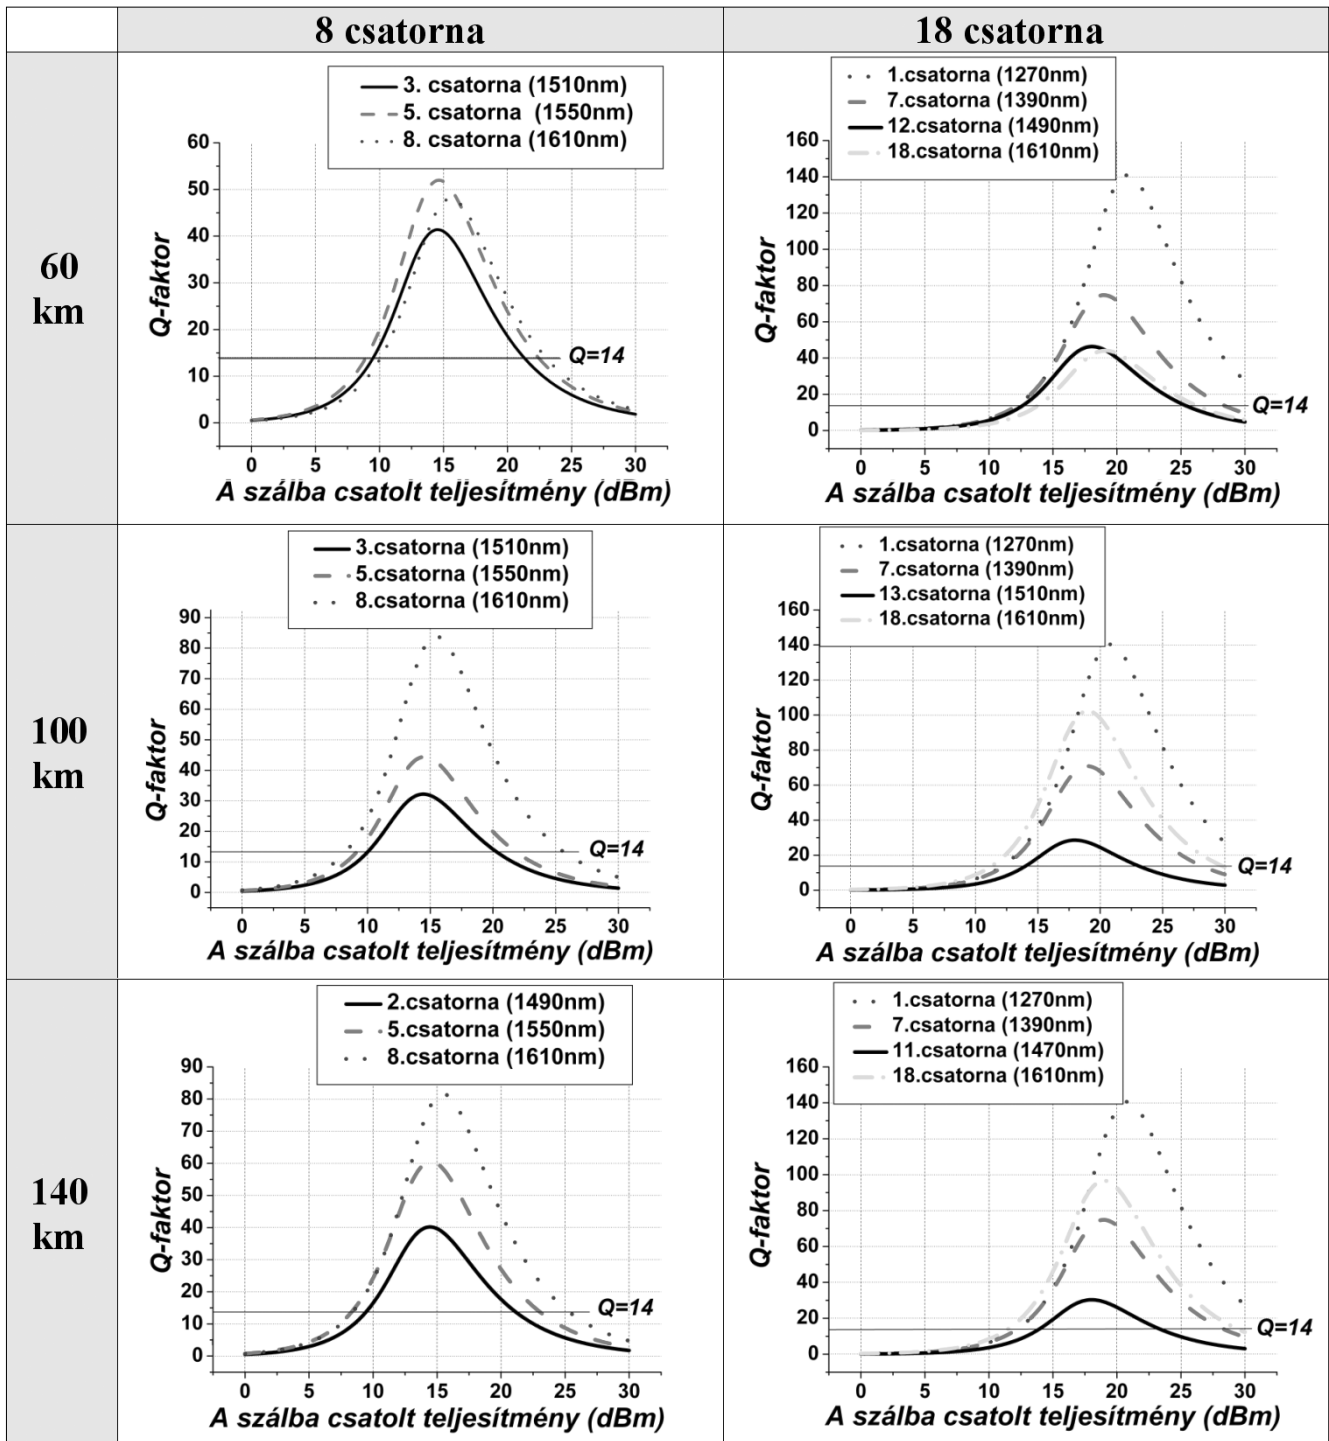 8 csatorna
18 csatorna
60
km
3. csatorna (1510nm)
5. csatorna (1550nm)
8. csatorna (1610nm)
60
50
40
30
20
10
0
Q-faktor
Q=14
0 5 10 15 20 25 30
A szálba csatolt teljesítmény (dBm)
1.csatorna (1270nm)
7.csatorna (1390nm)
12.csatorna (1490nm)
18.csatorna (1610nm)
160
140
120
100
80
60
40
20
0
Q-faktor
Q=14
0 5 10 15 20 25 30
A szálba csatolt teljesítmény (dBm)
100
km
3.csatorna (1510nm)
5.csatorna (1550nm)
8.csatorna (1610nm)
90
80
70
60
50
40
30
20
10
0
Q-faktor
Q=14
0 5 10 15 20 25 30
A szálba csatolt teljesítmény (dBm)
1.csatorna (1270nm)
7.csatorna (1390nm)
13.csatorna (1510nm)
18.csatorna (1610nm)
160
140
120
100
80
60
40
20
0
Q-faktor
Q=14
0 5 10 15 20 25 30
A szálba csatolt teljesítmény (dBm)
140
km
2.csatorna (1490nm)
5.csatorna (1550nm)
8.csatorna (1610nm)
90
80
70
60
50
40
30
20
10
0
Q-faktor
Q=14
0 5 10 15 20 25 30
A szálba csatolt teljesítmény (dBm)
1.csatorna (1270nm)
7.csatorna (1390nm)
11.csatorna (1470nm)
18.csatorna (1610nm)
160
140
120
100
80
60
40
20
0
Q-faktor
Q=14
0 5 10 15 20 25 30
A szálba csatolt teljesítmény (dBm)